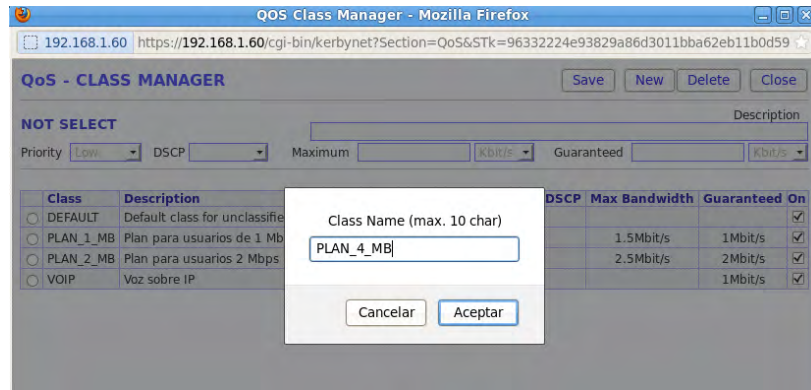 QOS Class Manager - Mozilla Firefox
192.168.1.60 https://192.168.1.60/cgi-bin/kerbynet?Section=QoS&STk=96332224e93829a86d3011bba62eb11b0d59
QoS - CLASS MANAGER Save New Delete Close
Description
NOT SELECT
Priority Low DSCP Maximum Kbit/s Guaranteed Kbit/s
Class Description DSCP Max Bandwidth Guaranteed On
DEFAULT Default class for unclassifie
PLAN_1_MB Plan para usuarios de 1 Mb 1.5Mbit/s 1Mbit/s
PLAN_2_MB Plan para usuarios 2 Mbps 2.5Mbit/s 2Mbit/s
VOIP Voz sobre IP 1Mbit/s
Class Name (max. 10 char)
PLAN_4_MB
Cancelar Aceptar